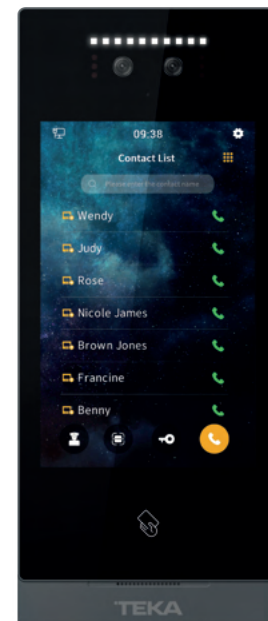 09:38
Contact List
Please enter the contact name
Wendy
Judy
Rose
Nicole James
Brown Jones
Francine
Benny
TEKA